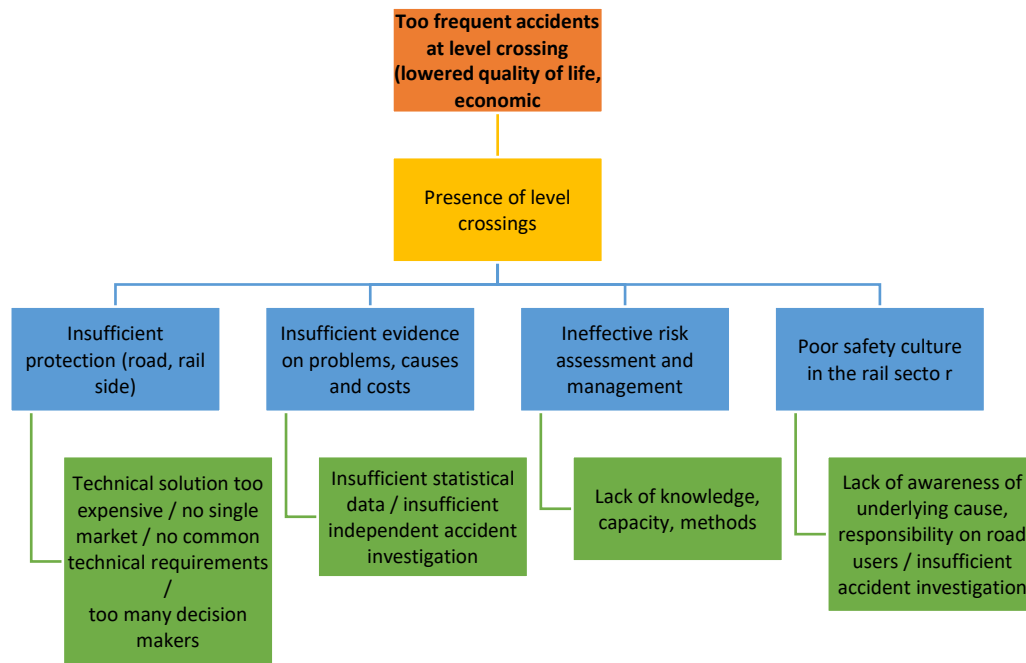 Too frequent accidents
at level crossing
(lowered quality of life,
economic
Presence of level
crossings
Insufficient
protection (road, rail
side)
Insufficient evidence
on problems, causes
and costs
Ineffective risk
assessment and
management
Poor safety culture
in the rail secto r
Technical solution too
expensive / no single
market / no common
technical requirements
/
too many decision
makers
Insufficient statistical
data / insufficient
independent accident
investigation
Lack of knowledge,
capacity, methods
Lack of awareness of
underlying cause,
responsibility on road
users / insufficient
accident investigation